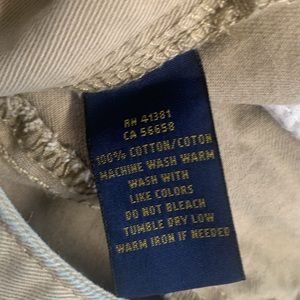 RN 41381
CA 56658
100% COTTON/COTON
MACHINE WASH WARM
WASH WITH
LIKE COLORS
DO NOT BLEACH
TUMBLE DRY LOW
WARM IRON IF NEEDED